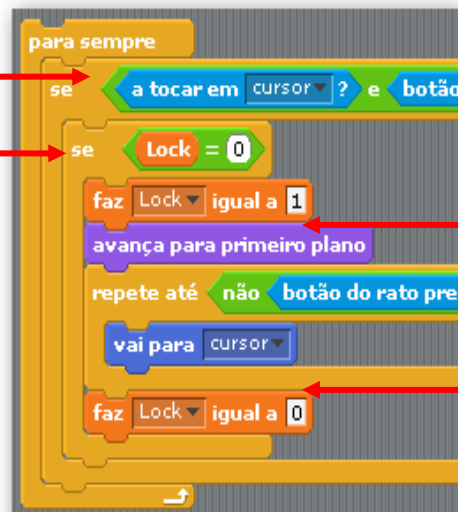 para sempre
se a tocar em cursor ? e botão
se Lock = 0
faz Lock igual a 1
avança para primeiro plano
repete até não botão do rato pre
vai para cursor
faz Lock igual a 0